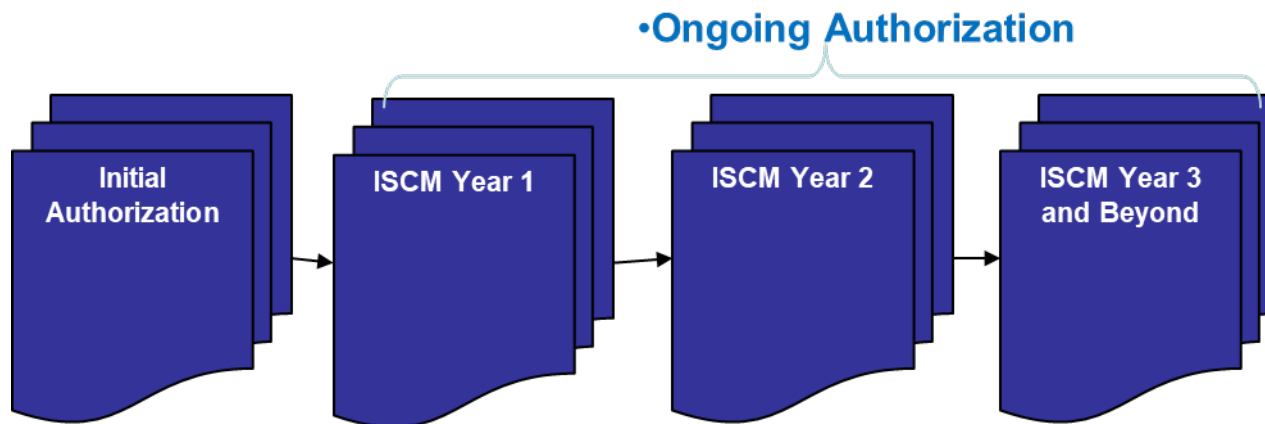 •Ongoing Authorization
Initial
Authorization
ISCM Year 1
ISCM Year 2
ISCM Year 3
and Beyond